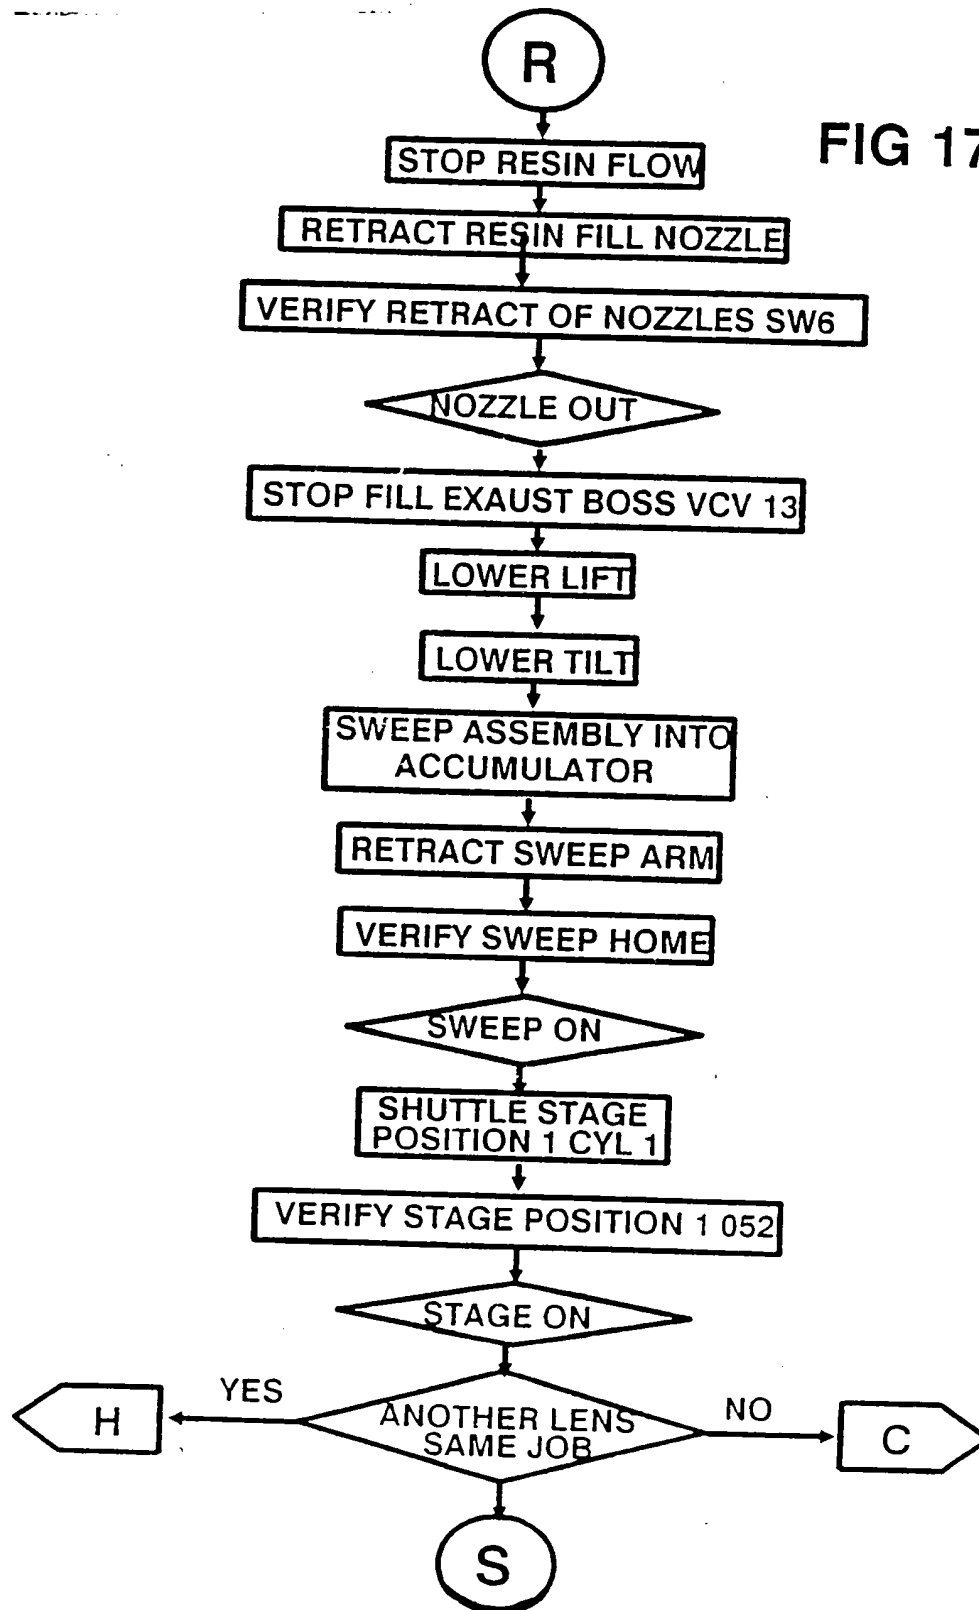 R
FIG 17
STOP RESIN FLOW
RETRACT RESIN FILL NOZZLE
VERIFY RETRACT OF NOZZLES SW6
NOZZLE OUT
STOP FILL EXAUST BOSS VCV 13
LOWER LIFT
LOWER TILT
SWEEP ASSEMBLY INTO
ACCUMULATOR
RETRACT SWEEP ARM
VERIFY SWEEP HOME
SWEEP ON
SHUTTLE STAGE
POSITION 1 CYL 1
VERIFY STAGE POSITION 1 052
STAGE ON
YES
H
ANOTHER LENS
SAME JOB
NO
C
S